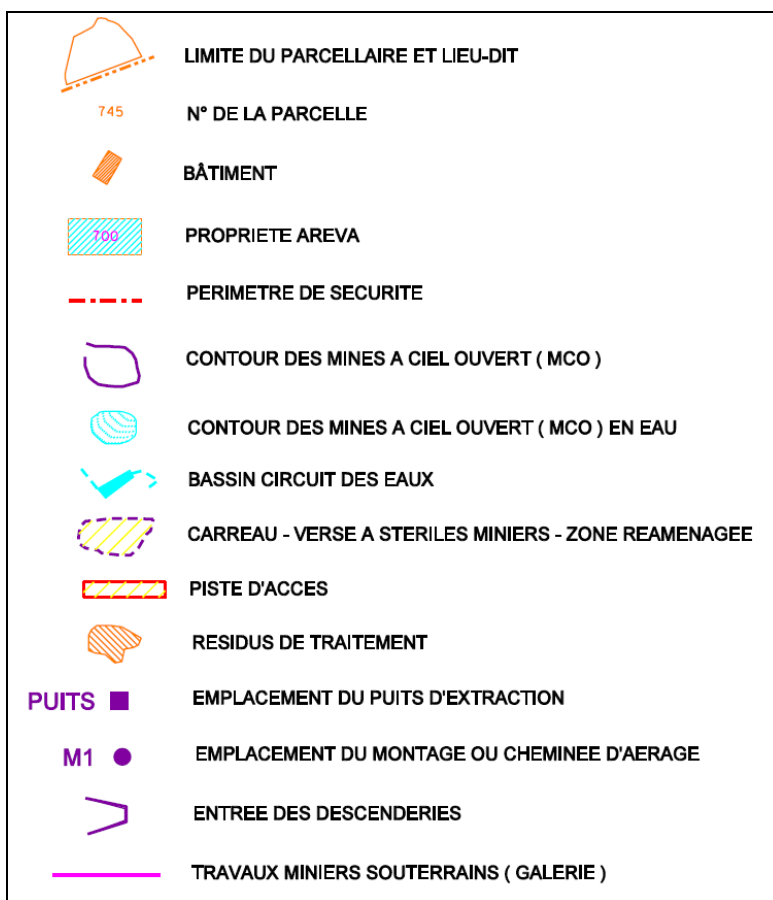 LIMITE DU PARCELLAIRE ET LIEU-DIT
745 N° DE LA PARCELLE
BÂTIMENT
700 PROPRIETE AREVA
PERIMETRE DE SECURITE
CONTOUR DES MINES A CIEL OUVERT ( MCO )
CONTOUR DES MINES A CIEL OUVERT ( MCO ) EN EAU
BASSIN CIRCUIT DES EAUX
CARREAU - VERSE A STERILES MINIERS - ZONE REAMENAGEE
PISTE D'ACCES
RESIDUS DE TRAITEMENT
PUITS EMPLACEMENT DU PUITS D'EXTRACTION
M1 EMPLACEMENT DU MONTAGE OU CHEMINEE D'AERAGE
ENTREE DES DESCENDERIES
TRAVAUX MINIERS SOUTERRAINS ( GALERIE )